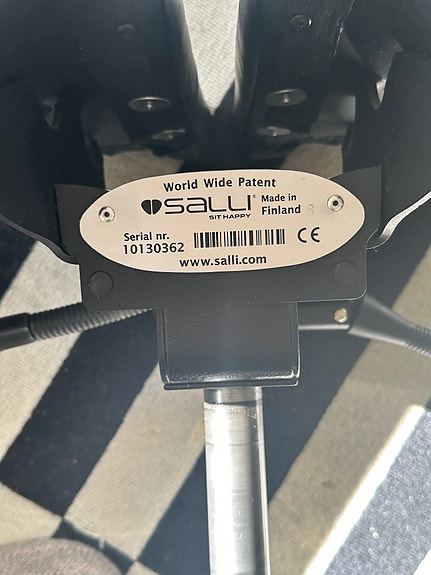 World Wide Patent
SALLI® Made in
SIT HAPPY Finland
Serial nr.
10130362 CE
www.salli.com